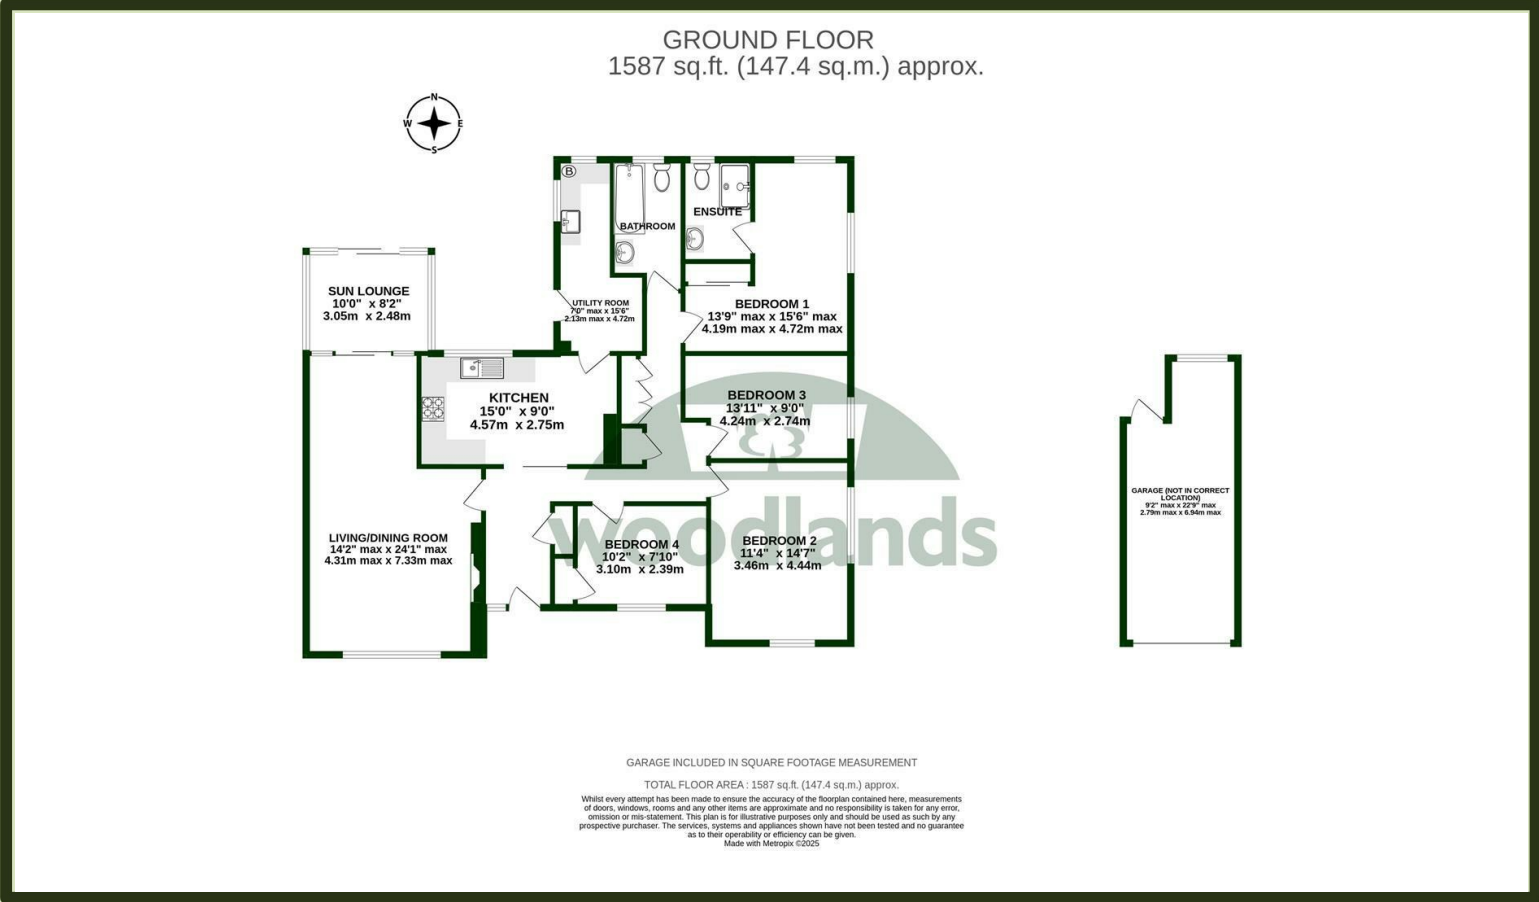 GROUND FLOOR
1587 sq.ft. (147.4 sq.m.) approx.
N
W E
S
B
ENSUITE
BATHROOM
SUN LOUNGE
10'0" x 8'2"
3.05m x 2.48m
UTILITY ROOM
7'0" max x 15'6"
2.13m max x 4.72m
BEDROOM 1
13'9" max x 15'6" max
4.19m max x 4.72m max
KITCHEN
15'0" x 9'0"
4.57m x 2.75m
BEDROOM 3
13'11" x 9'0"
4.24m x 2.74m
GARAGE (NOT IN CORRECT
LOCATION)
9'2" max x 22'9" max
2.79m max x 6.94m max
LIVING/DINING ROOM
14'2" max x 24'1" max
4.31m max x 7.33m max
BEDROOM 4
10'2" x 7'10"
3.10m x 2.39m
BEDROOM 2
11'4" x 14'7"
3.46m x 4.44m
woodlands
GARAGE INCLUDED IN SQUARE FOOTAGE MEASUREMENT
TOTAL FLOOR AREA : 1587 sq.ft. (147.4 sq.m.) approx.
Whilst every attempt has been made to ensure the accuracy of the floorplan contained here, measurements
of doors, windows, rooms and any other items are approximate and no responsibility is taken for any error,
omission or mis-statement. This plan is for illustrative purposes only and should be used as such by any
prospective purchaser. The services, systems and appliances shown have not been tested and no guarantee
as to their operability or efficiency can be given.
Made with Metropix ©2025